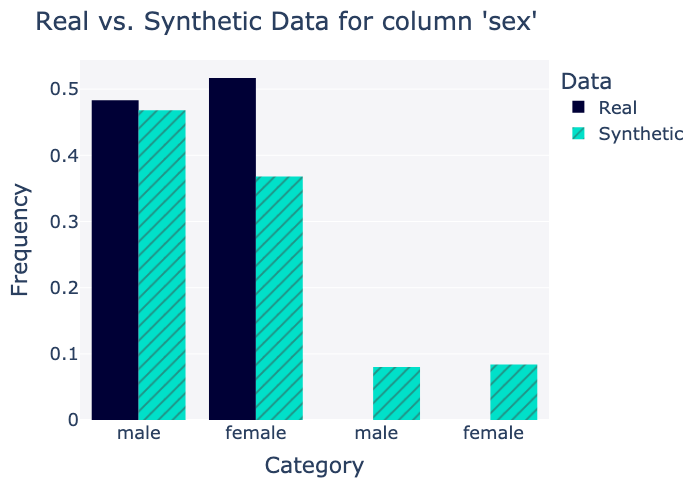 Real vs. Synthetic Data for column 'sex'
Data
Real
Synthetic
Frequency
0.5
0.4
0.3
0.2
0.1
0
male female male female
Category